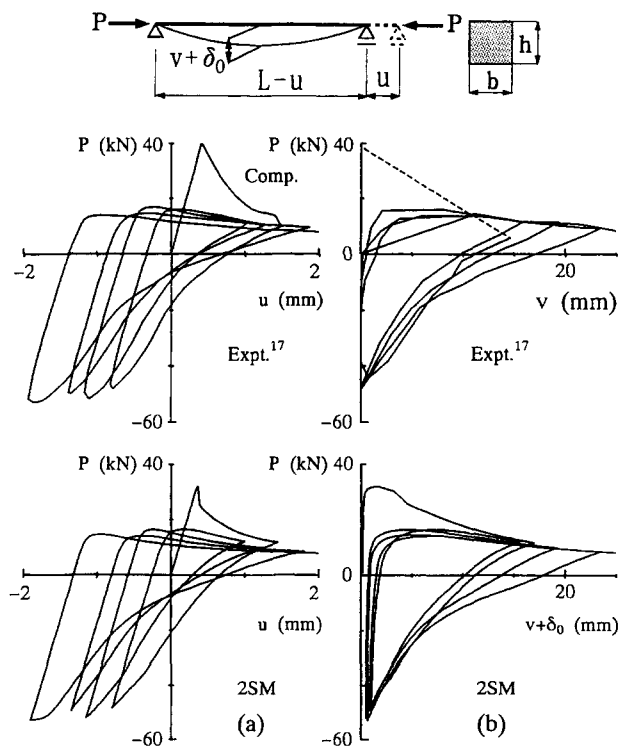 P P
v + δ₀
h
L − u u
b
P (kN) 40 P (kN) 40
Comp.
0
-2 2 20
u (mm) v (mm)
Expt.¹⁷ Expt.¹⁷
-60 -60
P (kN) 40 P (kN) 40
0
-2 2 20
u (mm) v+δ₀ (mm)
2SM 2SM
(a) (b)
-60 -60